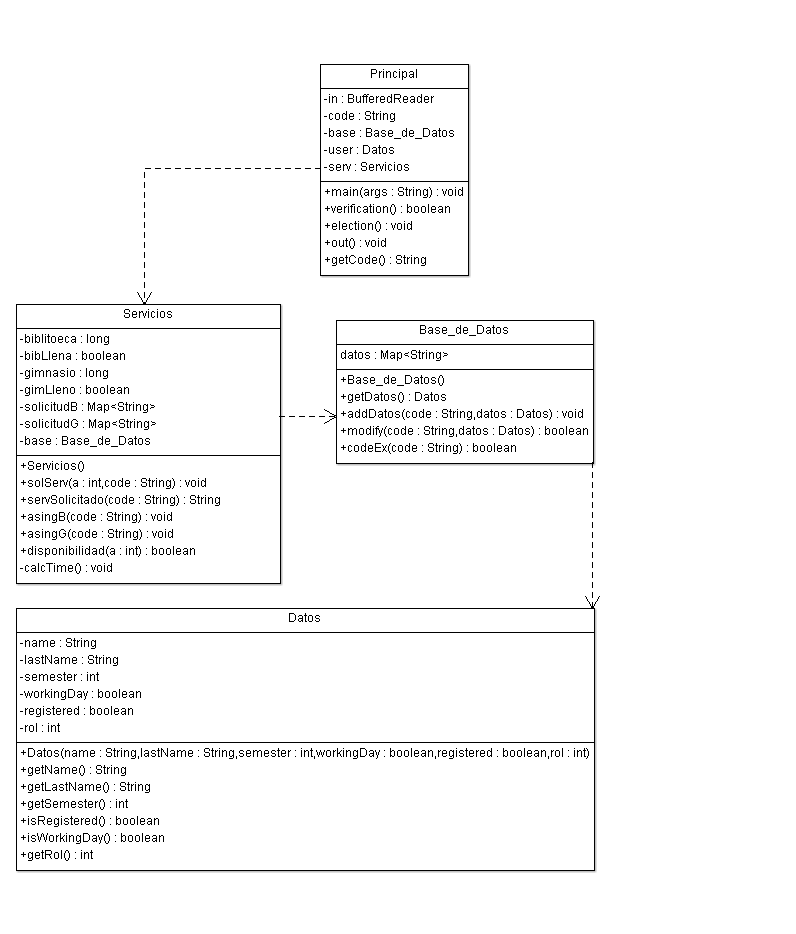 Principal
-in : BufferedReader
-code : String
-base : Base_de_Datos
-user : Datos
-serv : Servicios
+main(args : String) : void
+verification() : boolean
+election() : void
+out() : void
+getCode() : String
Servicios
-biblitoeca : long
-bibLlena : boolean
-gimnasio : long
-gimLleno : boolean
-solicitudB : Map<String>
-solicitudG : Map<String>
-base : Base_de_Datos
+Servicios()
+solServ(a : int,code : String) : void
+servSolicitado(code : String) : String
+asingB(code : String) : void
+asingG(code : String) : void
+disponibilidad(a : int) : boolean
-calcTime() : void
Base_de_Datos
datos : Map<String>
+Base_de_Datos()
+getDatos() : Datos
+addDatos(code : String,datos : Datos) : void
+modify(code : String,datos : Datos) : boolean
+codeEx(code : String) : boolean
Datos
-name : String
-lastName : String
-semester : int
-workingDay : boolean
-registered : boolean
-rol : int
+Datos(name : String,lastName : String,semester : int,workingDay : boolean,registered : boolean,rol : int)
+getName() : String
+getLastName() : String
+getSemester() : int
+isRegistered() : boolean
+isWorkingDay() : boolean
+getRol() : int